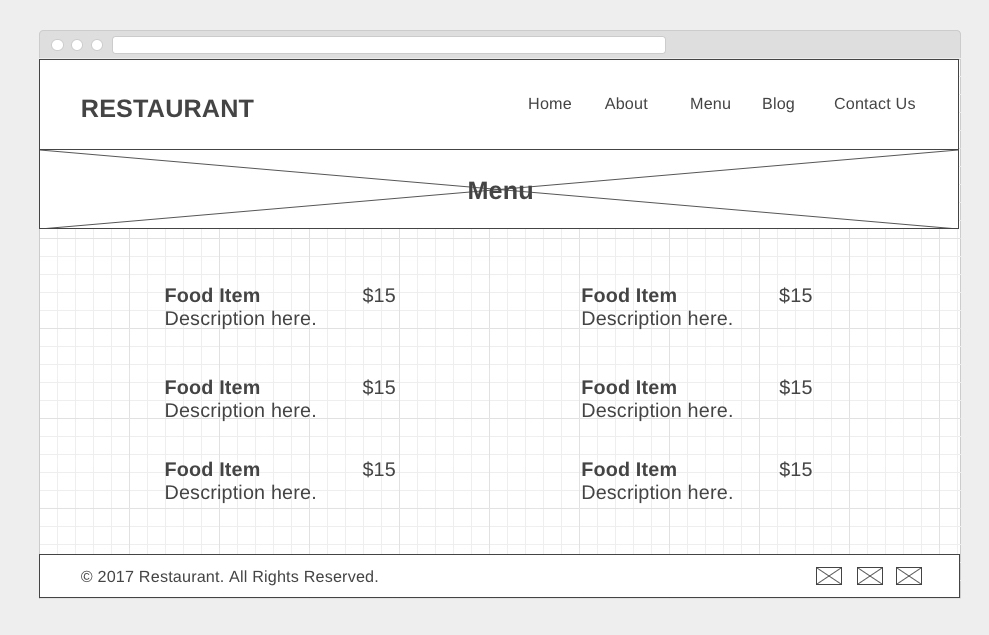 RESTAURANT
Home About Menu Blog Contact Us
Menu
Food Item $15 Food Item $15
Description here. Description here.
Food Item $15 Food Item $15
Description here. Description here.
Food Item $15 Food Item $15
Description here. Description here.
© 2017 Restaurant. All Rights Reserved.